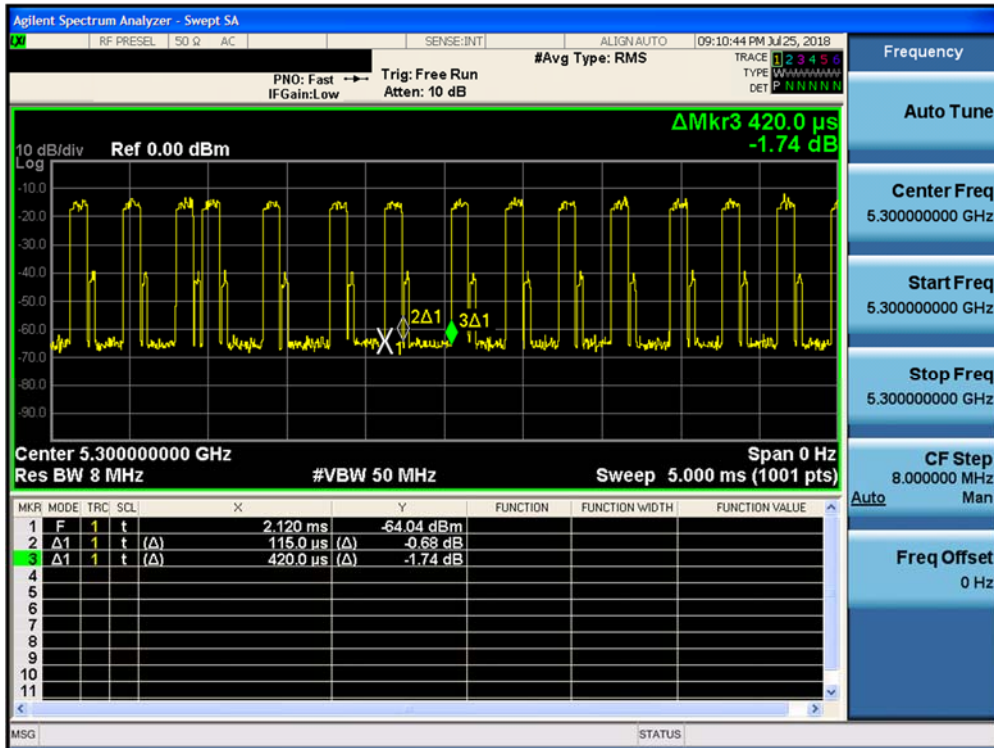 Agilent Spectrum Analyzer - Swept SA
LXI RF PRESEL 50 Ω AC SENSE:INT ALIGN AUTO 09:10:44 PM Jul 25, 2018
Frequency
#Avg Type: RMS
TRACE 1 2 3 4 5 6
PNO: Fast Trig: Free Run
TYPE W
IFGain:Low Atten: 10 dB
DET P N N N N N
Auto Tune
ΔMkr3 420.0 µs
-1.74 dB
10 dB/div Ref 0.00 dBm
Log
-10.0
-20.0
-30.0
-40.0
-50.0
-60.0
-70.0
-80.0
-90.0
2Δ1
3Δ1
1
Center Freq
5.300000000 GHz
Start Freq
5.300000000 GHz
Stop Freq
5.300000000 GHz
Center 5.300000000 GHz Span 0 Hz
Res BW 8 MHz #VBW 50 MHz Sweep 5.000 ms (1001 pts)
CF Step
8.000000 MHz
Auto Man
Freq Offset
0 Hz
MKR MODE TRC SCL X Y FUNCTION FUNCTION WIDTH FUNCTION VALUE
1 F 1 t 2.120 ms -64.04 dBm
2 Δ1 1 t (Δ) 115.0 µs (Δ) -0.68 dB
3 Δ1 1 t (Δ) 420.0 µs (Δ) -1.74 dB
4
5
6
7
8
9
10
11
MSG STATUS